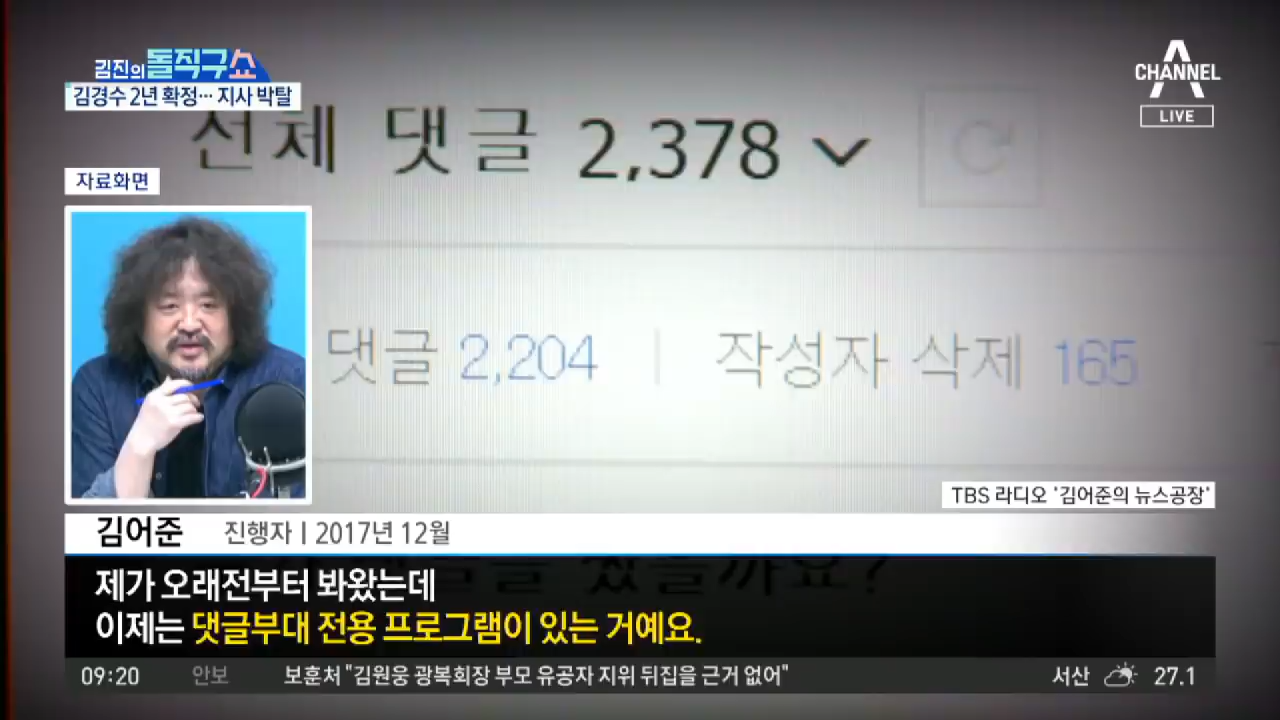 김진의 돌직구쇼
김경수 2년 확정… 지사 박탈
CHANNEL A
LIVE
전체 댓글 2,378
자료화면
댓글 2,204 | 작성자 삭제 165
TBS 라디오 '김어준의 뉴스공장'
김어준 진행자 | 2017년 12월
제가 오래전부터 봐왔는데
이제는 댓글부대 전용 프로그램이 있는 거예요.
09:20 안보 보훈처 "김원웅 광복회장 부모 유공자 지위 뒤집을 근거 없어" 서산 27.1